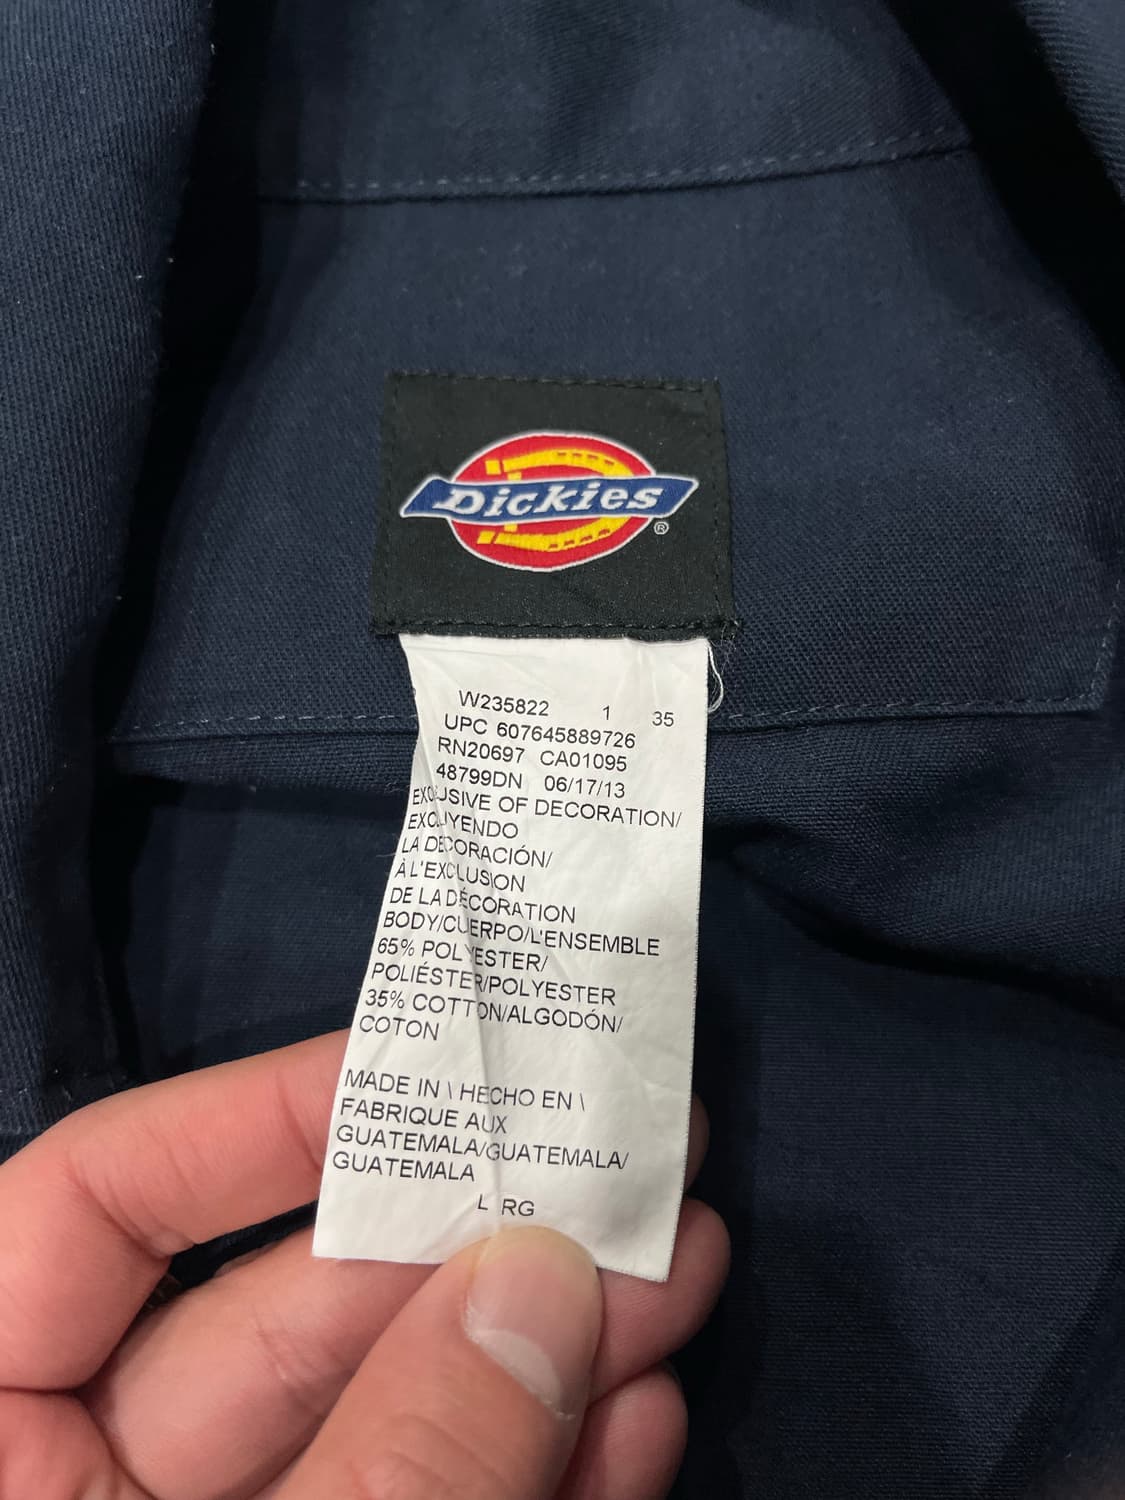 Dickies
®
W235822 1 35
UPC 607645889726
RN20697 CA01095
48799DN 06/17/13
EXCLUSIVE OF DECORATION/
EXCLUYENDO
LA DECORACIÓN/
À L'EXCLUSION
DE LA DÉCORATION
BODY/CUERPO/L'ENSEMBLE
65% POLYESTER/
POLIÉSTER/POLYESTER
35% COTTON/ALGODÓN/
COTON
MADE IN \ HECHO EN \
FABRIQUE AUX
GUATEMALA/GUATEMALA/
GUATEMALA
L RG